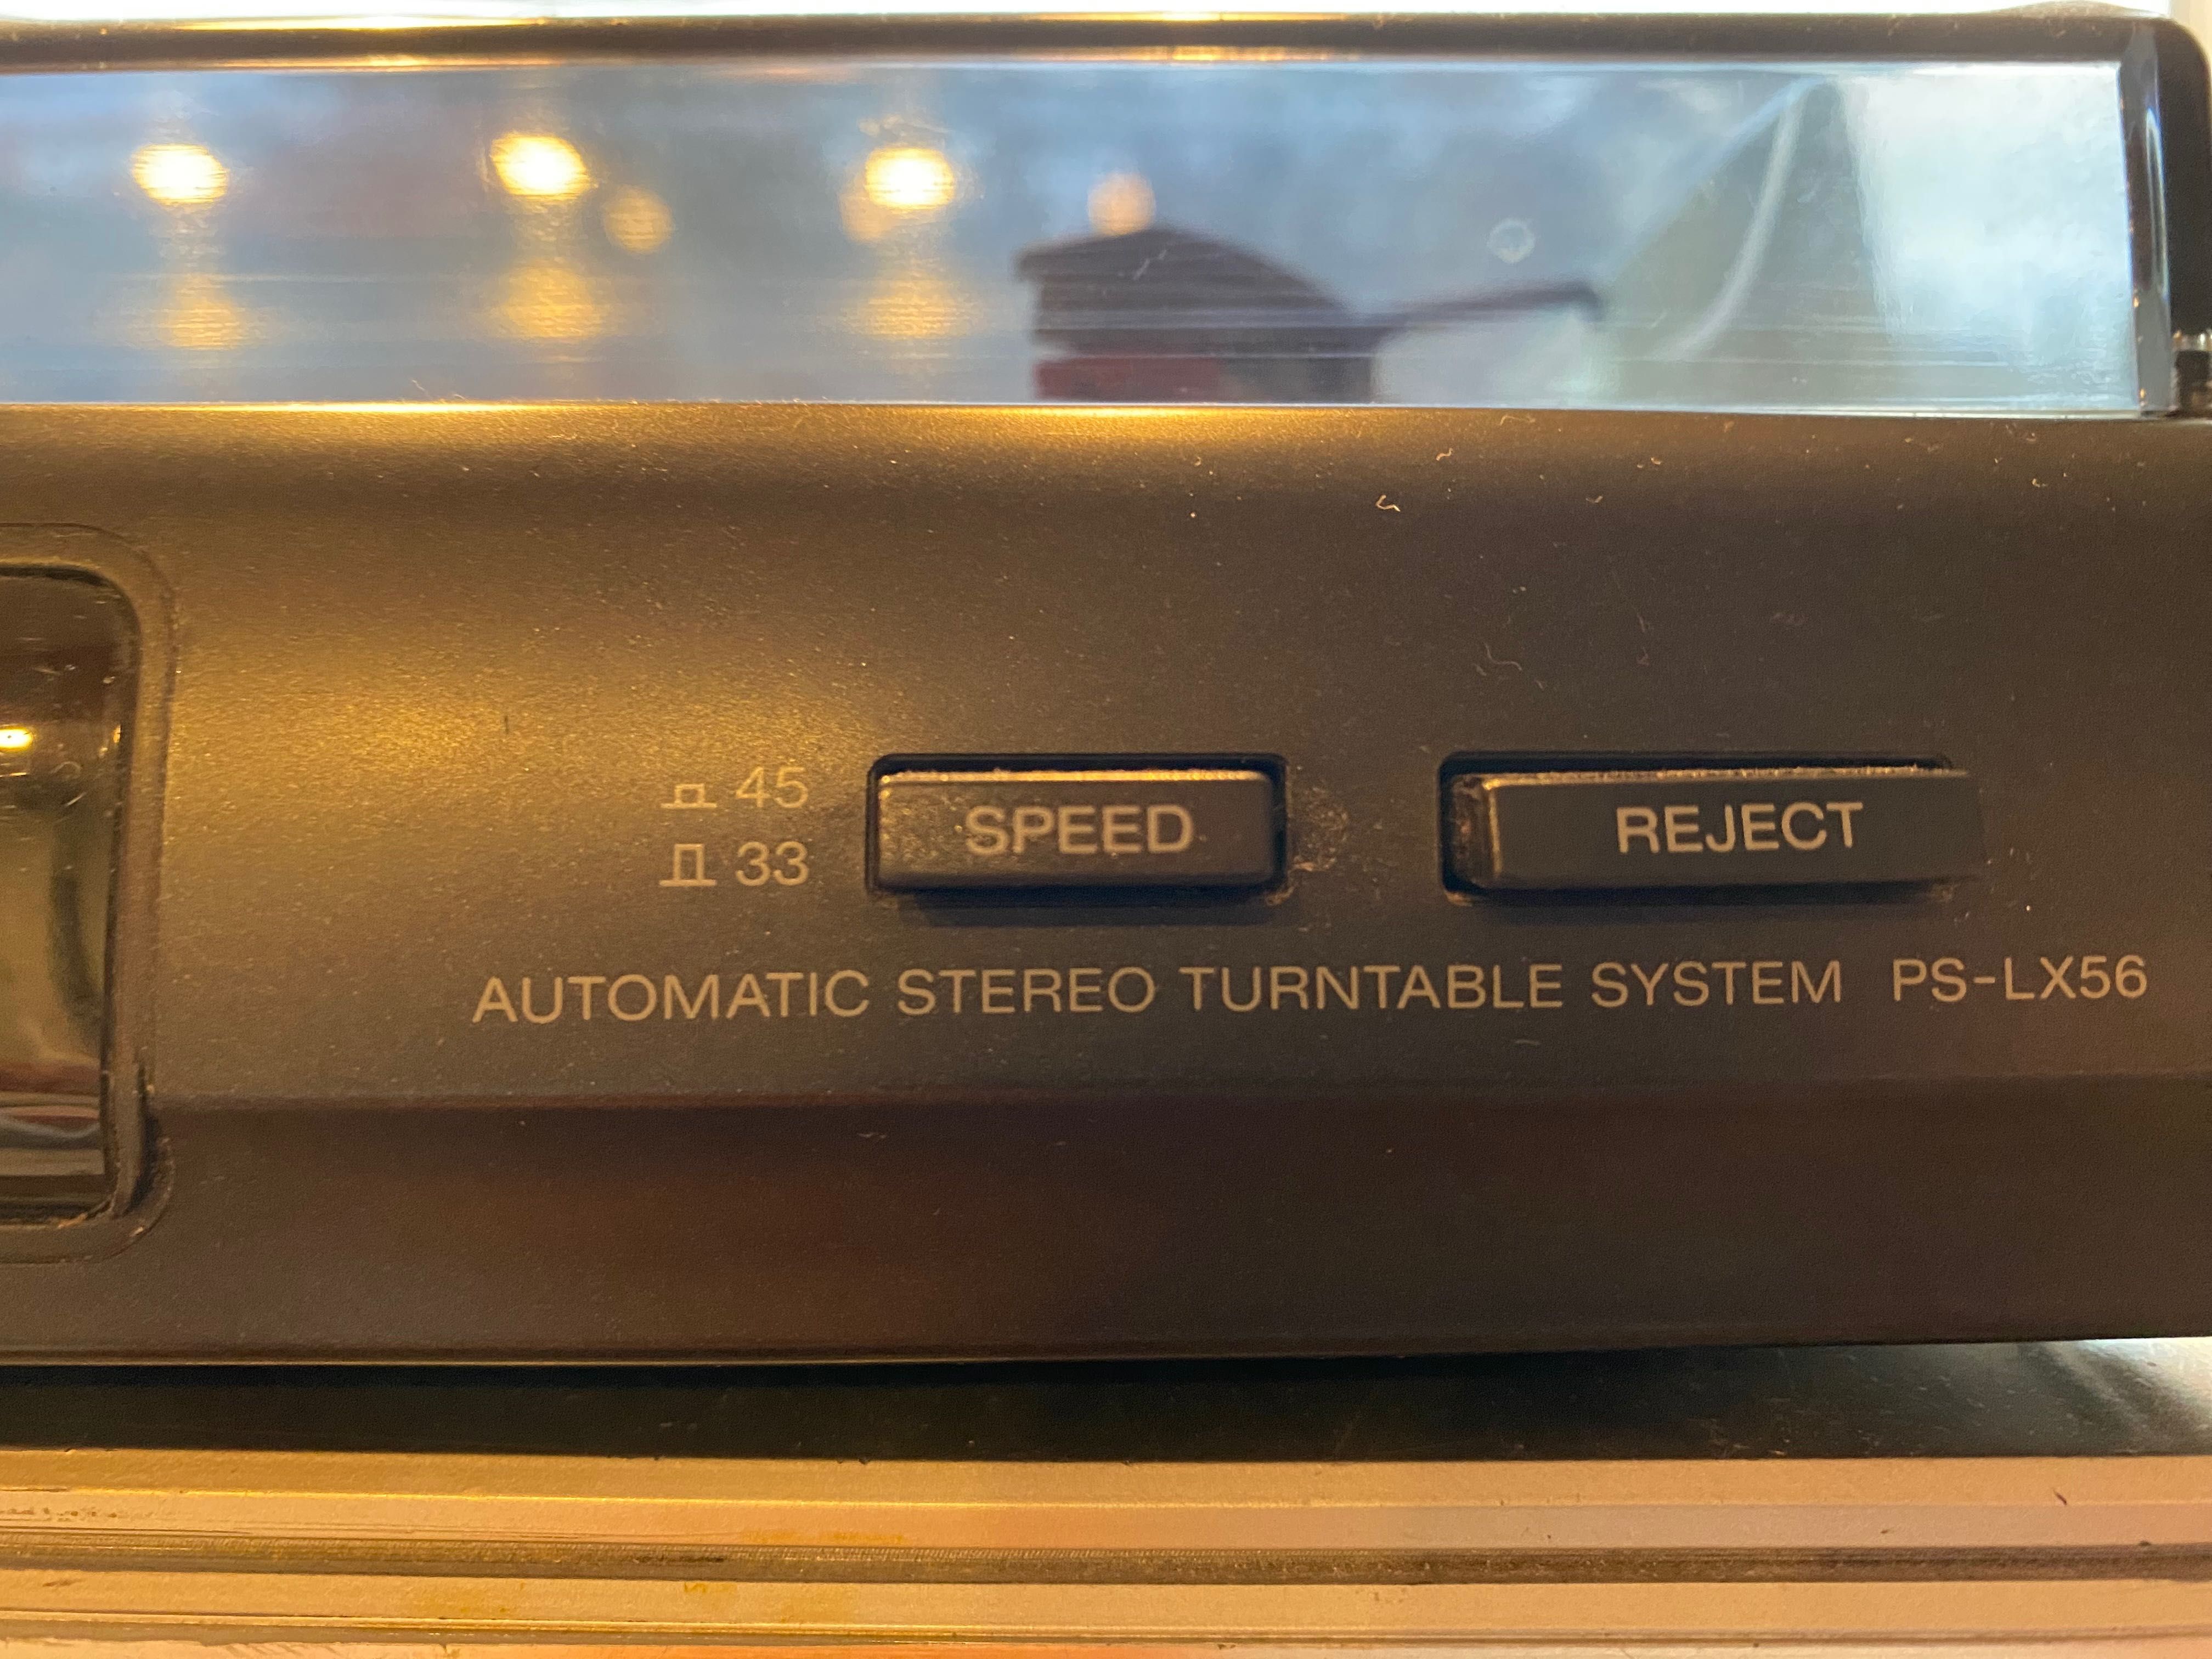 45
SPEED
REJECT
33
AUTOMATIC STEREO TURNTABLE SYSTEM PS-LX56